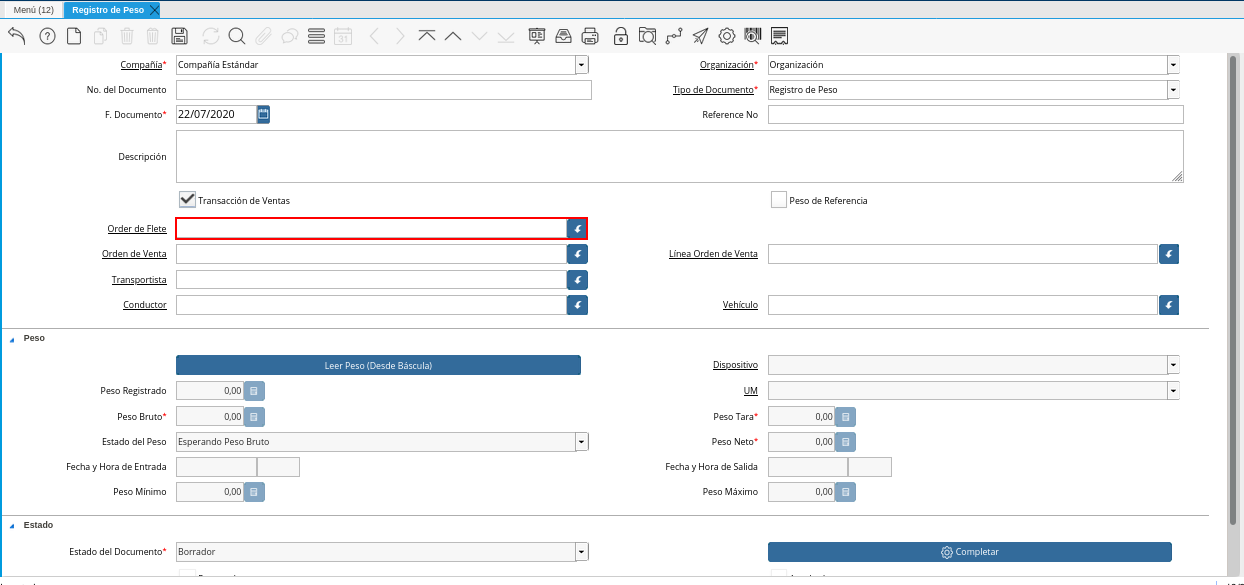 Menú (12) Registro de Peso
Compañía* Compañía Estándar Organización* Organización
No. del Documento Tipo de Documento* Registro de Peso
F. Documento* 22/07/2020 Reference No
Descripción
Transacción de Ventas Peso de Referencia
Order de Flete
Orden de Venta Línea Orden de Venta
Transportista
Conductor Vehículo
Peso
Leer Peso (Desde Báscula) Dispositivo
Peso Registrado 0,00 UM
Peso Bruto* 0,00 Peso Tara* 0,00
Estado del Peso Esperando Peso Bruto Peso Neto* 0,00
Fecha y Hora de Entrada Fecha y Hora de Salida
Peso Mínimo 0,00 Peso Máximo 0,00
Estado
Estado del Documento* Borrador Completar